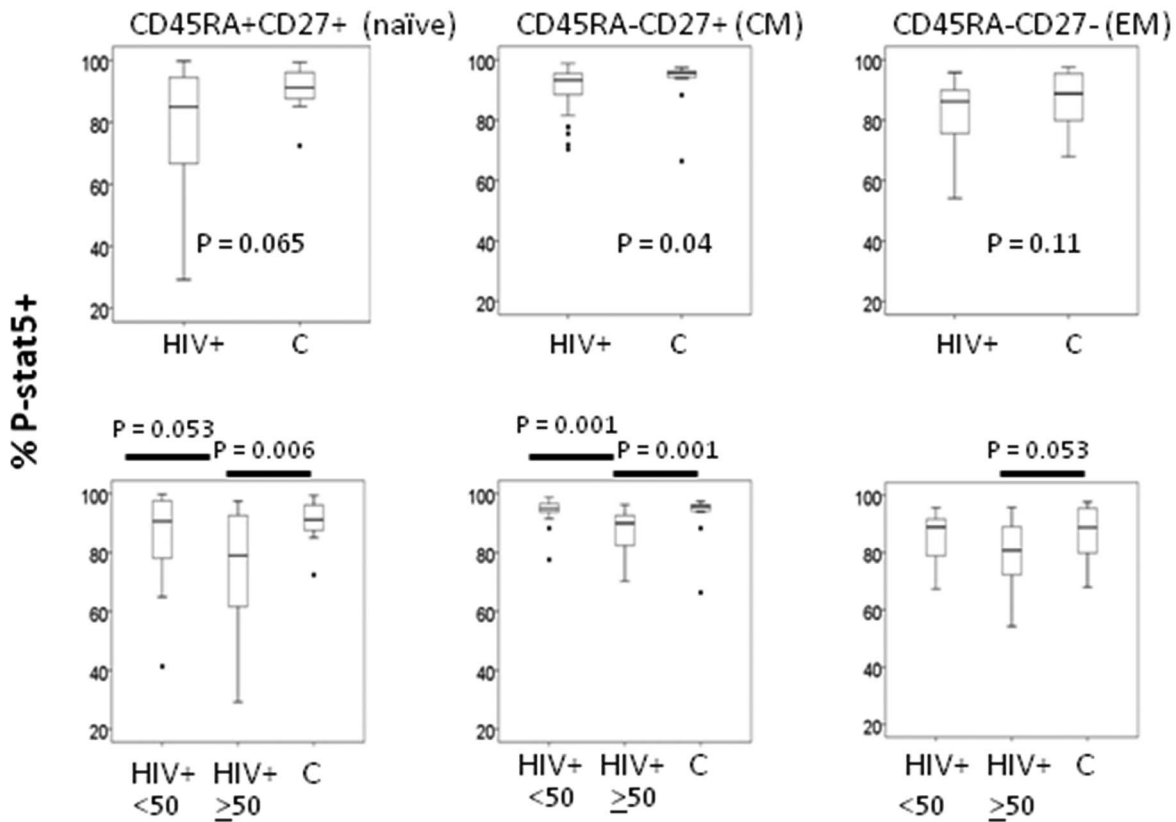 CD45RA+CD27+ (naïve)
CD45RA-CD27+ (CM)
CD45RA-CD27- (EM)
% P-stat5+
100
80
60
40
20
P = 0.065
HIV+ C
100
80
60
40
20
P = 0.04
HIV+ C
100
80
60
40
20
P = 0.11
HIV+ C
P = 0.053
P = 0.006
100
80
60
40
20
HIV+ HIV+ C
<50 ≥50
P = 0.001
P = 0.001
100
80
60
40
20
HIV+ HIV+ C
<50 ≥50
P = 0.053
100
80
60
40
20
HIV+ HIV+ C
<50 ≥50